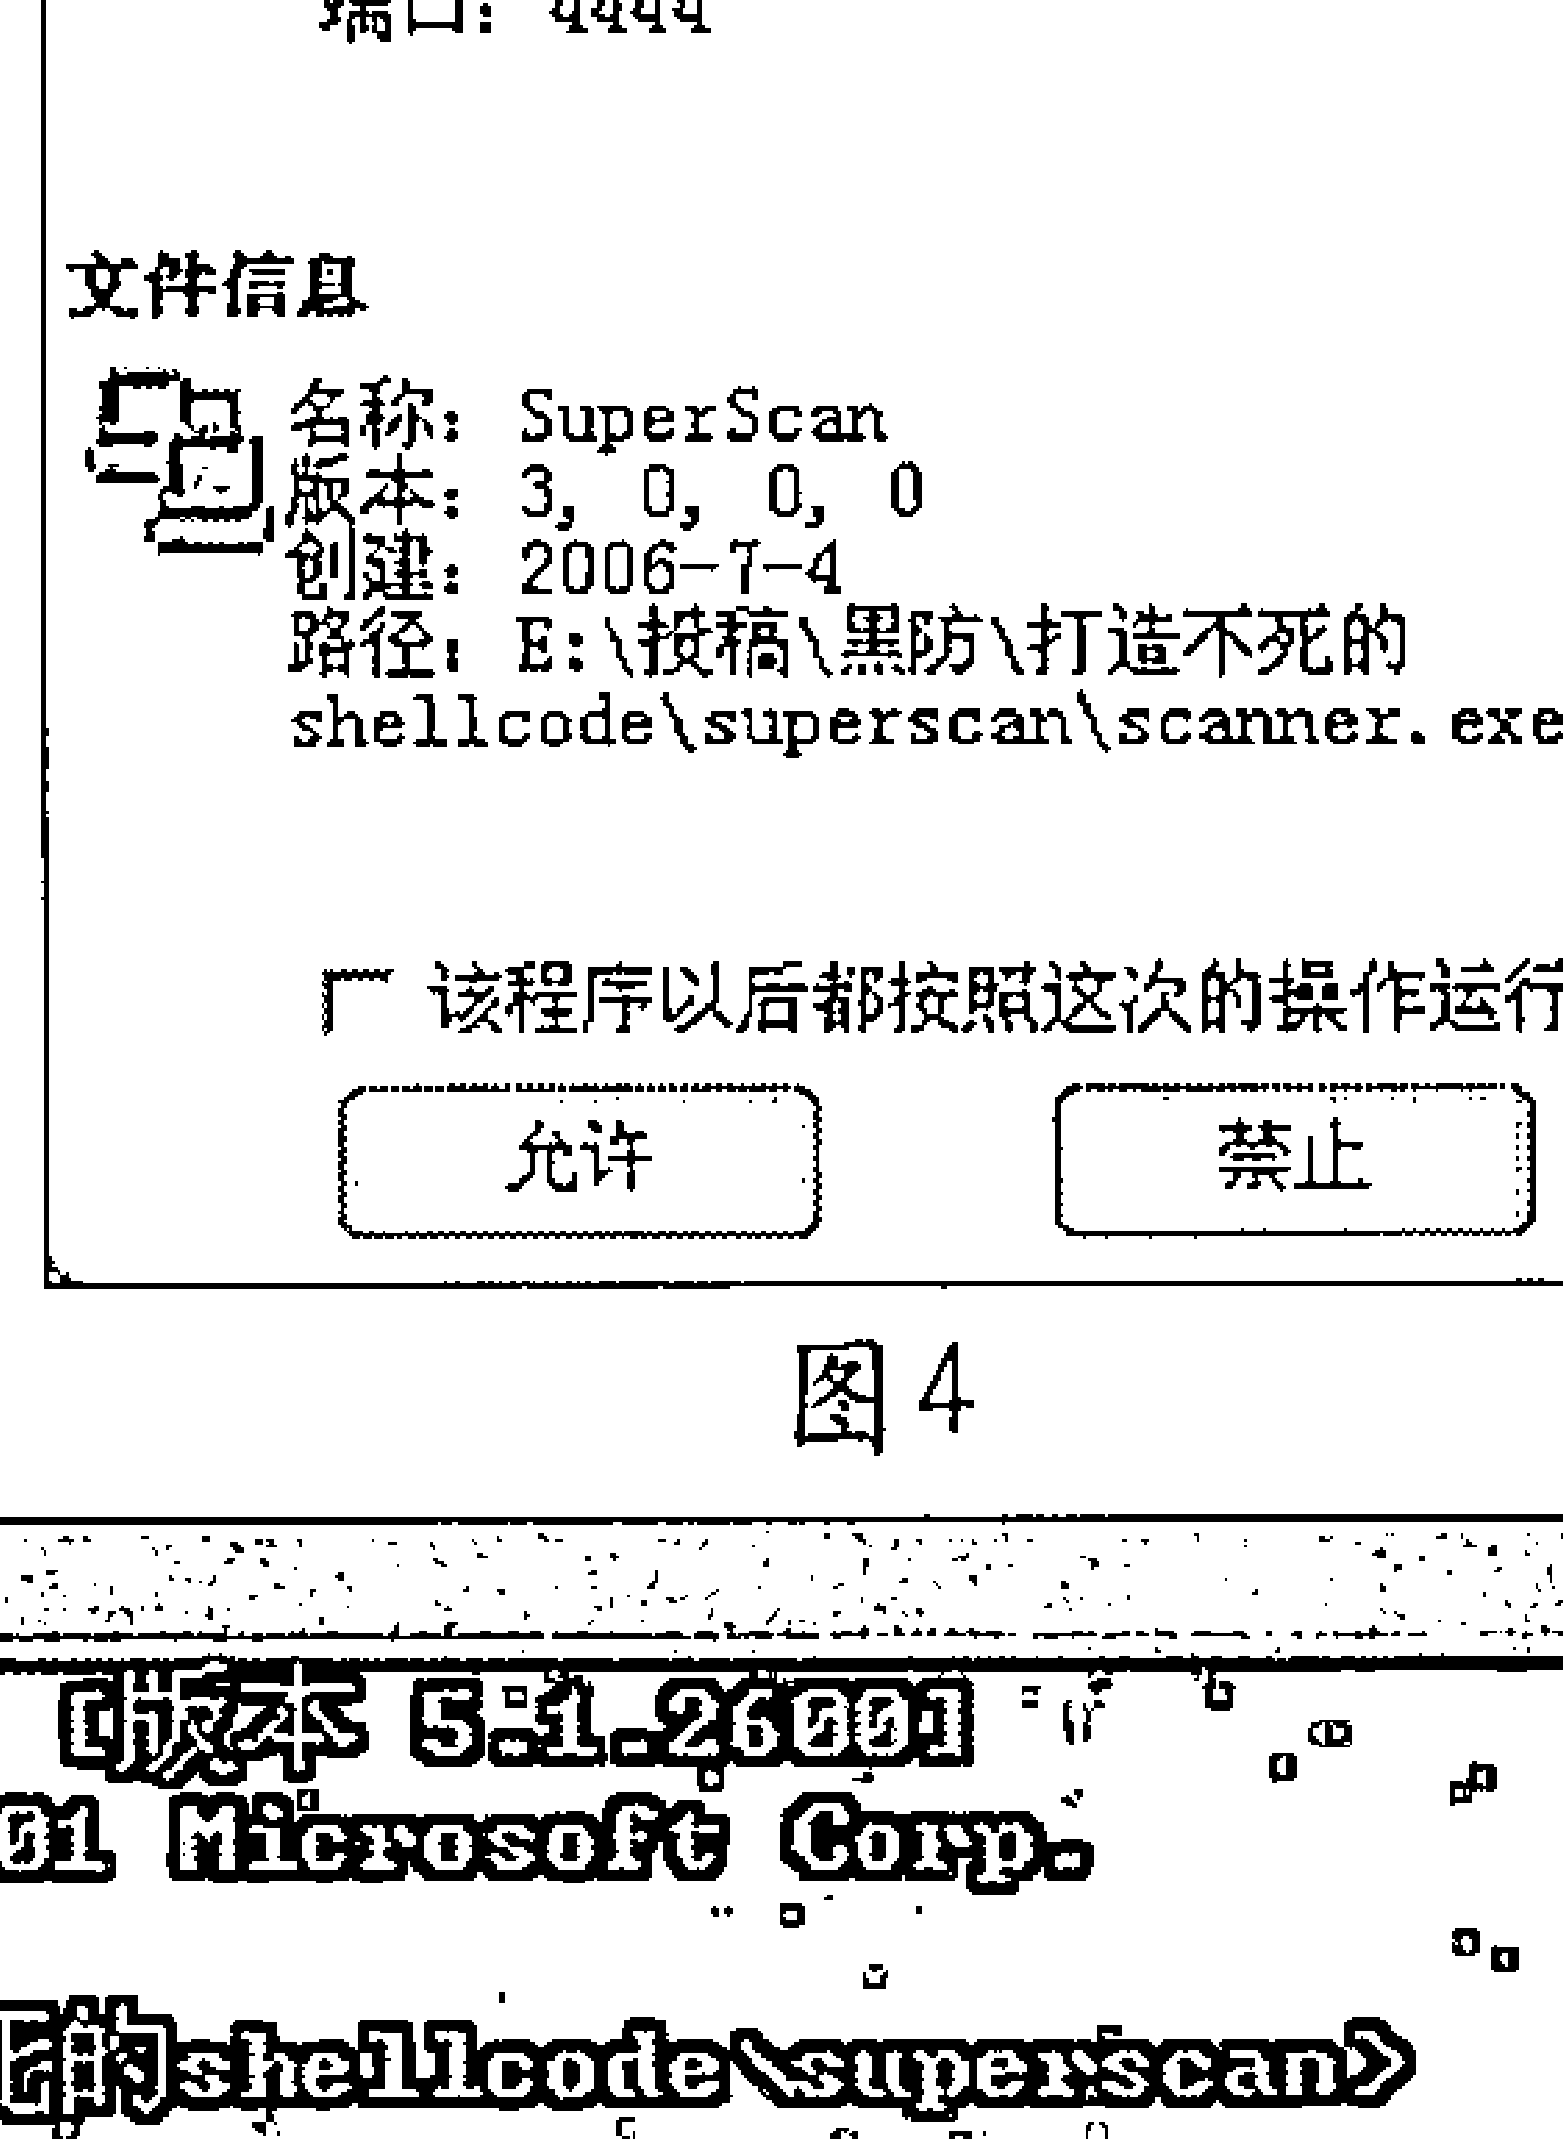 端口: qqqq
文件信息
名称: SuperScan
版本: 3, 0, 0, 0
创建: 2006-7-4
路径: E:\投稿\黑防\打造不死的
shellcode\superscan\scanner.exe
该程序以后都按照这次的操作运行
允许 禁止
图4
[版本 5.1.2600]
01 Microsoft Corp.
的shellcode\superscan>